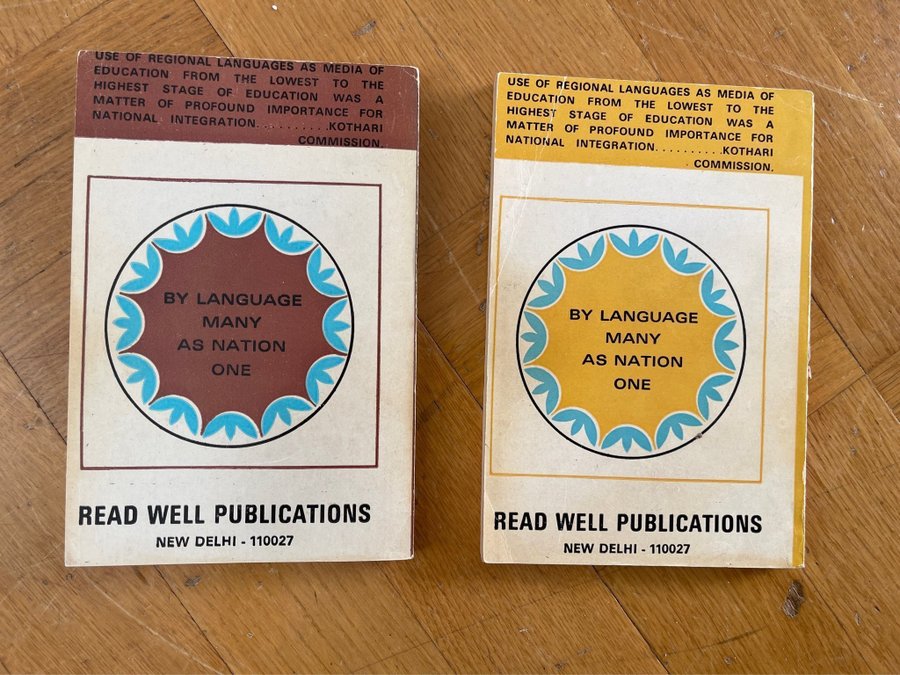 USE OF REGIONAL LANGUAGES AS MEDIA OF
EDUCATION FROM THE LOWEST TO THE
HIGHEST STAGE OF EDUCATION WAS A
MATTER OF PROFOUND IMPORTANCE FOR
NATIONAL INTEGRATION..........KOTHARI
COMMISSION.
BY LANGUAGE
MANY
AS NATION
ONE
READ WELL PUBLICATIONS
NEW DELHI - 110027
USE OF REGIONAL LANGUAGES AS MEDIA OF
EDUCATION FROM THE LOWEST TO THE
HIGHEST STAGE OF EDUCATION WAS A
MATTER OF PROFOUND IMPORTANCE FOR
NATIONAL INTEGRATION..........KOTHARI
COMMISSION.
BY LANGUAGE
MANY
AS NATION
ONE
READ WELL PUBLICATIONS
NEW DELHI - 110027